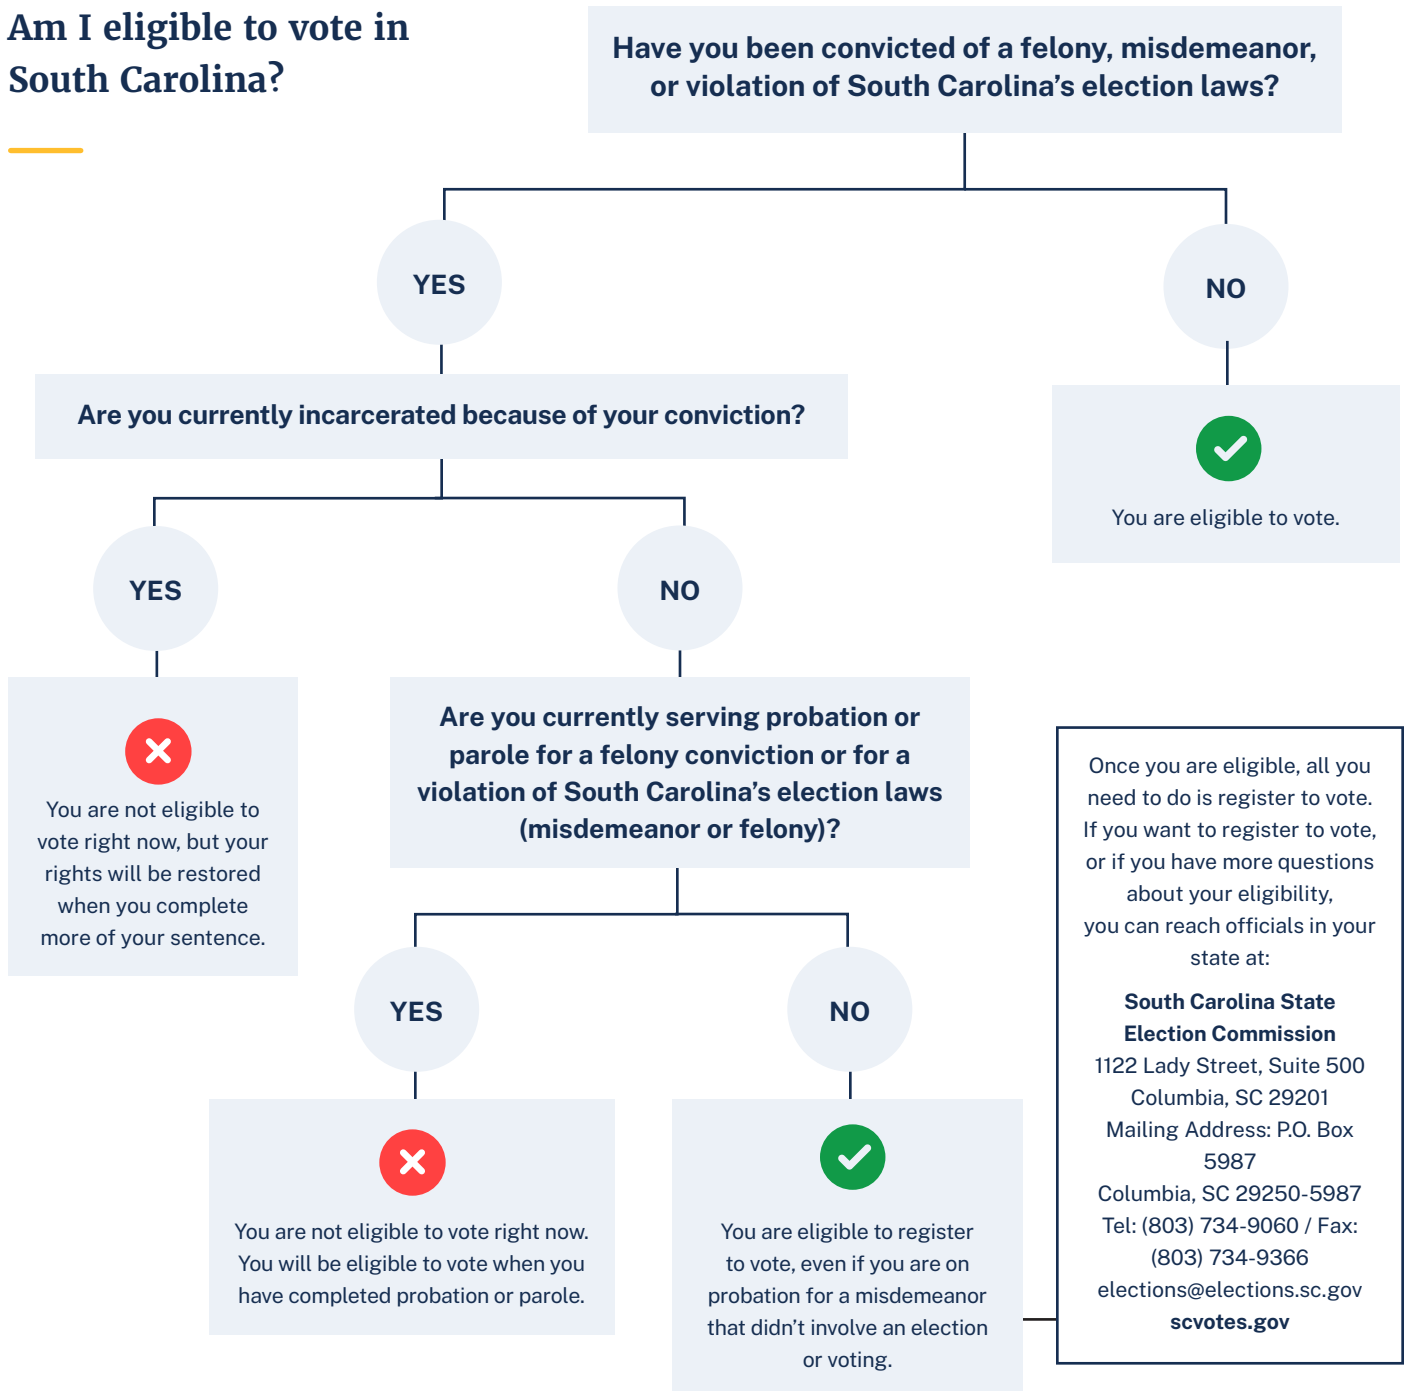 Am I eligible to vote in
South Carolina?
Have you been convicted of a felony, misdemeanor,
or violation of South Carolina's election laws?
YES
NO
Are you currently incarcerated because of your conviction?
You are eligible to vote.
YES
NO
You are not eligible to
vote right now, but your
rights will be restored
when you complete
more of your sentence.
Are you currently serving probation or
parole for a felony conviction or for a
violation of South Carolina's election laws
(misdemeanor or felony)?
YES
NO
You are not eligible to vote right now.
You will be eligible to vote when you
have completed probation or parole.
You are eligible to register
to vote, even if you are on
probation for a misdemeanor
that didn't involve an election
or voting.
Once you are eligible, all you
need to do is register to vote.
If you want to register to vote,
or if you have more questions
about your eligibility,
you can reach officials in your
state at:
South Carolina State
Election Commission
1122 Lady Street, Suite 500
Columbia, SC 29201
Mailing Address: P.O. Box
5987
Columbia, SC 29250-5987
Tel: (803) 734-9060 / Fax:
(803) 734-9366
elections@elections.sc.gov
scvotes.gov